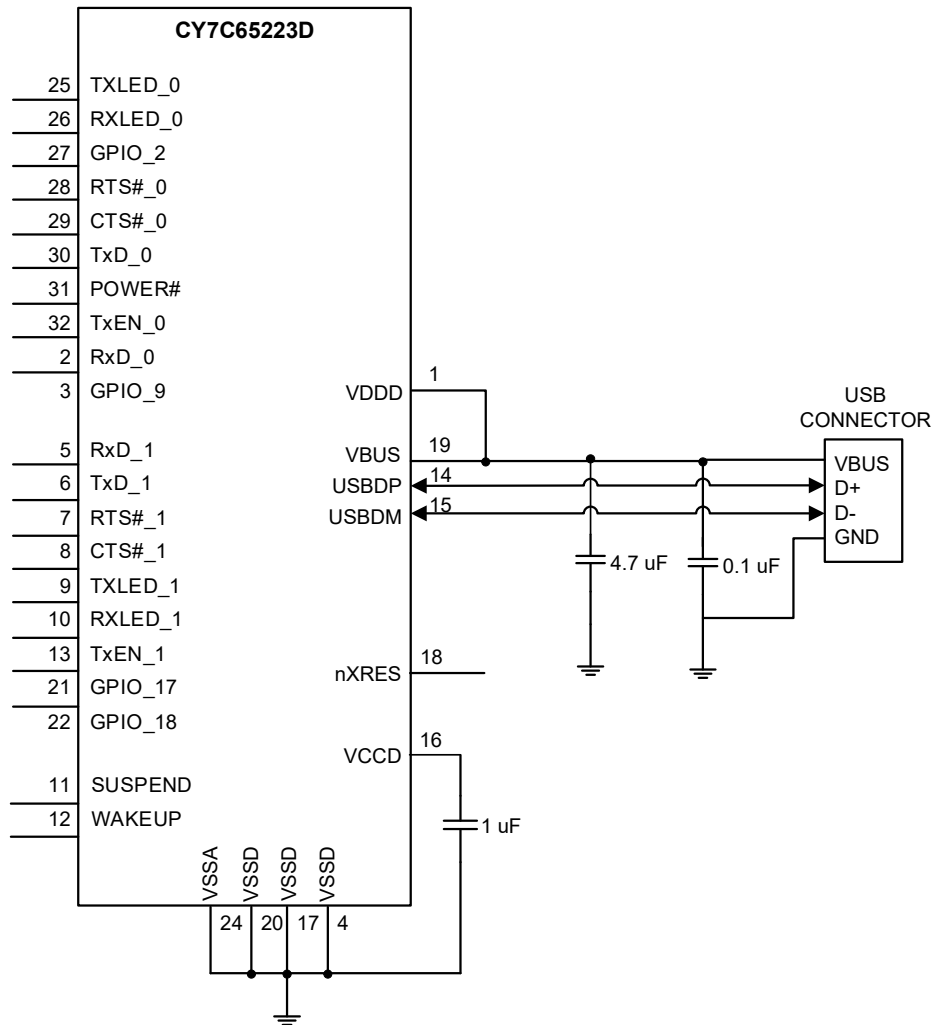 CY7C65223D
25 TXLED_0
26 RXLED_0
27 GPIO_2
28 RTS#_0
29 CTS#_0
30 TxD_0
31 POWER#
32 TxEN_0
2 RxD_0
3 GPIO_9
5 RxD_1
6 TxD_1
7 RTS#_1
8 CTS#_1
9 TXLED_1
10 RXLED_1
13 TxEN_1
21 GPIO_17
22 GPIO_18
11 SUSPEND
12 WAKEUP
VDDD 1
VBUS 19
USBDP 14
USBDM 15
nXRES 18
VCCD 16
VSSA 24
VSSD 20
VSSD 17
VSSD 4
USB
CONNECTOR
VBUS
D+
D-
GND
4.7 uF
0.1 uF
1 uF